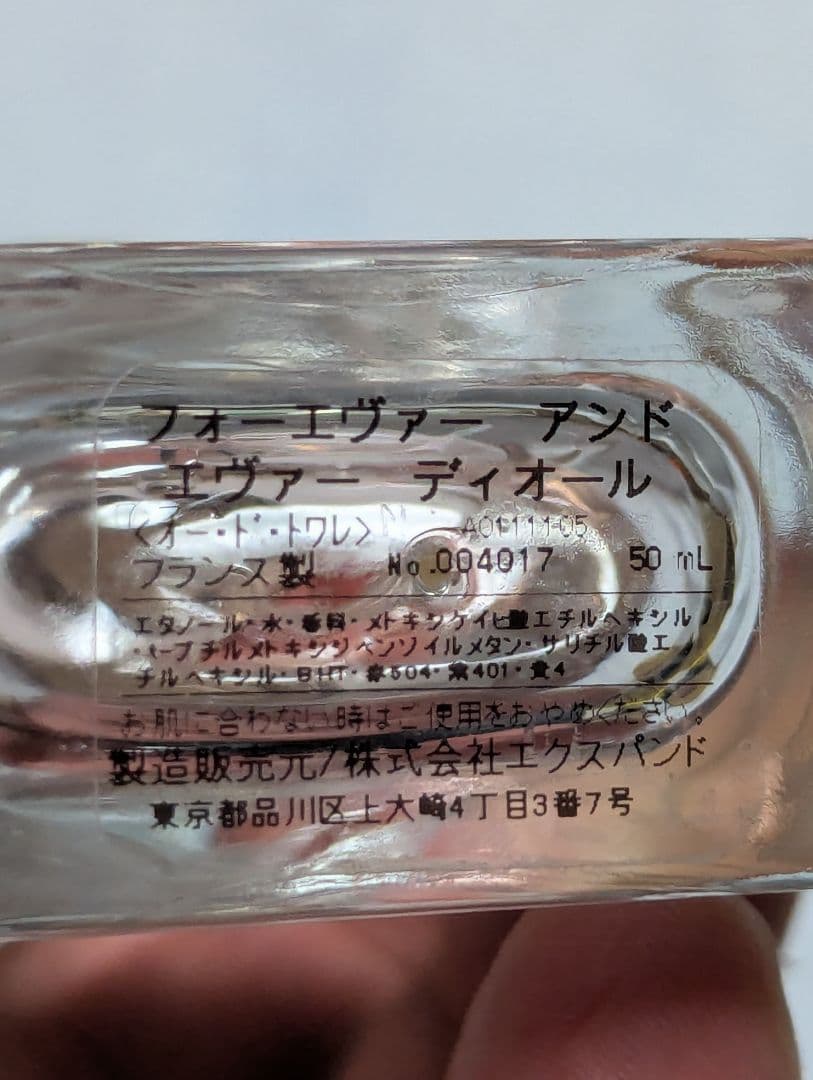 フォーエヴァー アンド
エヴァー ディオール
<オー・ド・トワレ>
フランス製 No.004017 50 mL
エタノール・水・香料・メトキシケイヒ酸エチルヘキシル
・t-ブチルメトキシジベンゾイルメタン・サリチル酸エ
チルヘキシル・BHT・赤504・紫401・黄4
お肌に合わない時はご使用をおやめください。
製造販売元/株式会社エクスパンド
東京都品川区上大崎4丁目3番7号